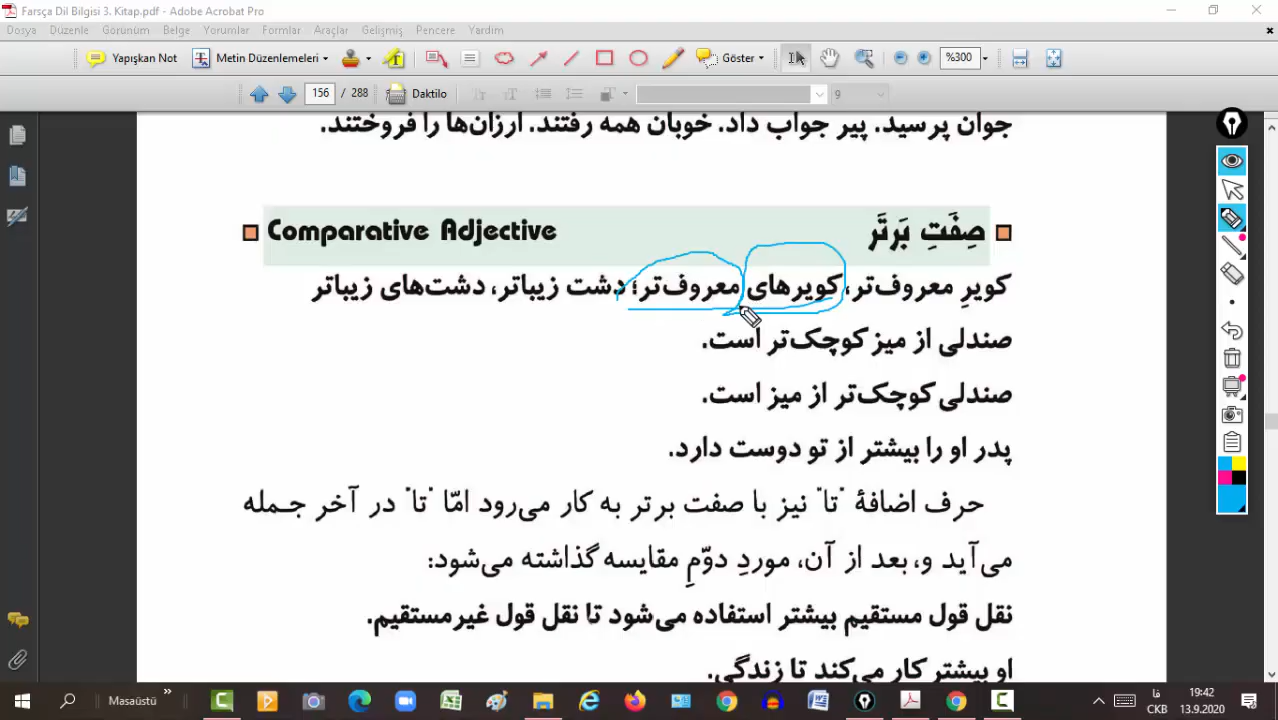 Farsça Dil Bilgisi 3. Kitap.pdf - Adobe Acrobat Pro
Dosya Düzenle Görünüm Belge Yorumlar Formlar Araçlar Gelişmiş Pencere Yardım
Yapışkan Not Metin Düzenlemeleri Göster %300
156 / 288 Daktilo 9
جوان پرسید. پیر جواب داد. خوبان همه رفتند. ارزان‌ها را فروختند.
صِفَتِ بَرتَر Comparative Adjective
کویرِ معروف‌تر، کویرهای معروف‌تر؛ دشت زیباتر، دشت‌های زیباتر
صندلی از میز کوچک‌تر است.
صندلی کوچک‌تر از میز است.
پدر او را بیشتر از تو دوست دارد.
حرف اضافهٔ "تا" نیز با صفت برتر به کار می‌رود امّا "تا" در آخر جـمله
می‌آید و، بعد از آن، موردِ دوّمِ مقایسه گذاشته می‌شود:
نقل قول مستقیم بیشتر استفاده می‌شود تا نقل قول غیرمستقیم.
او بیشتر کار می‌کند تا زندگی.
Masaüstü
فا
CKB
19:42
13.9.2020